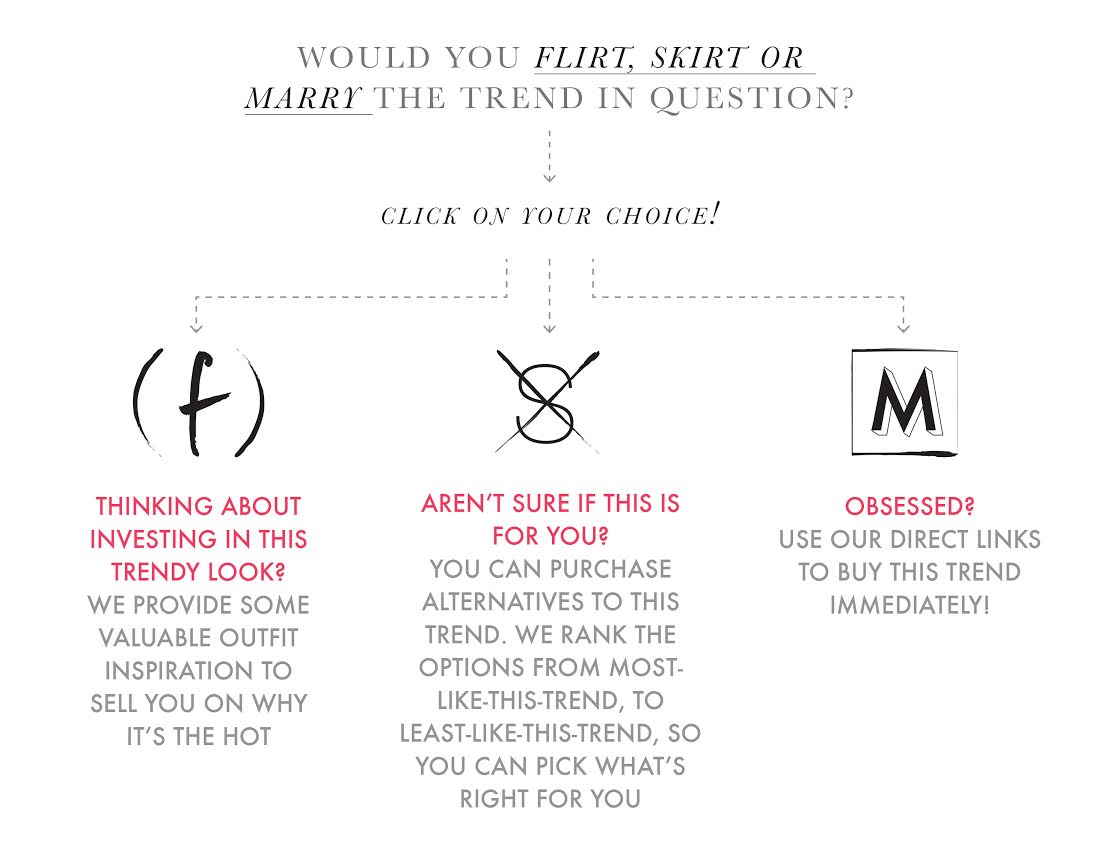 WOULD YOU FLIRT, SKIRT OR
MARRY THE TREND IN QUESTION?
CLICK ON YOUR CHOICE!
(f)
S
M
THINKING ABOUT
INVESTING IN THIS
TRENDY LOOK?
WE PROVIDE SOME
VALUABLE OUTFIT
INSPIRATION TO
SELL YOU ON WHY
IT'S THE HOT
AREN'T SURE IF THIS IS
FOR YOU?
YOU CAN PURCHASE
ALTERNATIVES TO THIS
TREND. WE RANK THE
OPTIONS FROM MOST-
LIKE-THIS-TREND, TO
LEAST-LIKE-THIS-TREND, SO
YOU CAN PICK WHAT'S
RIGHT FOR YOU
OBSESSED?
USE OUR DIRECT LINKS
TO BUY THIS TREND
IMMEDIATELY!